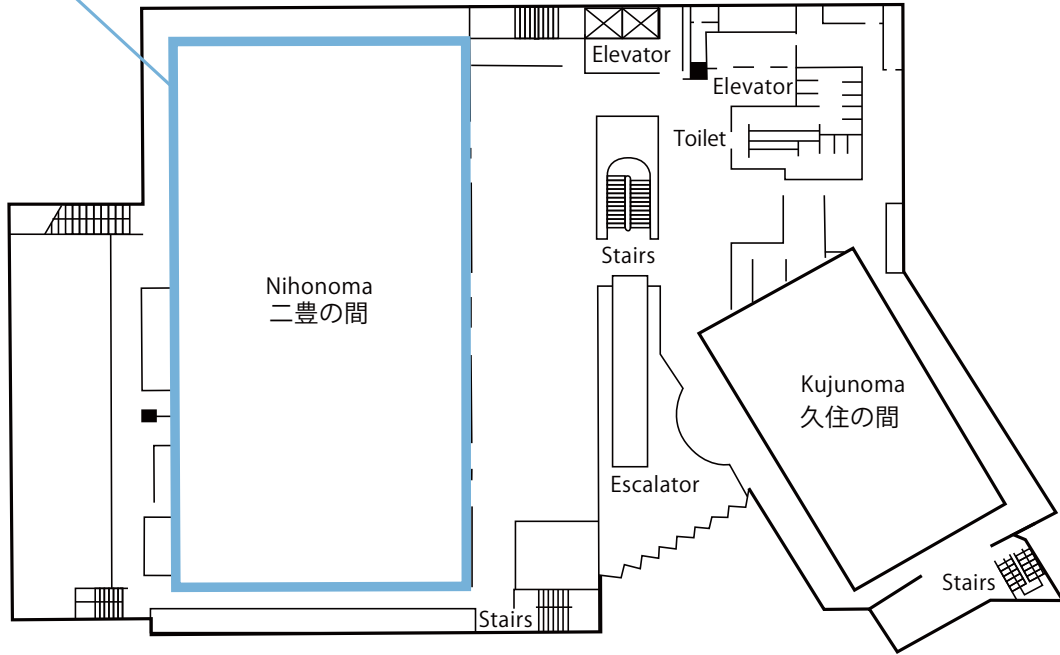 Elevator
Elevator
Toilet
Stairs
Nihonoma
二豊の間
Kujunoma
久住の間
Escalator
Stairs
Stairs